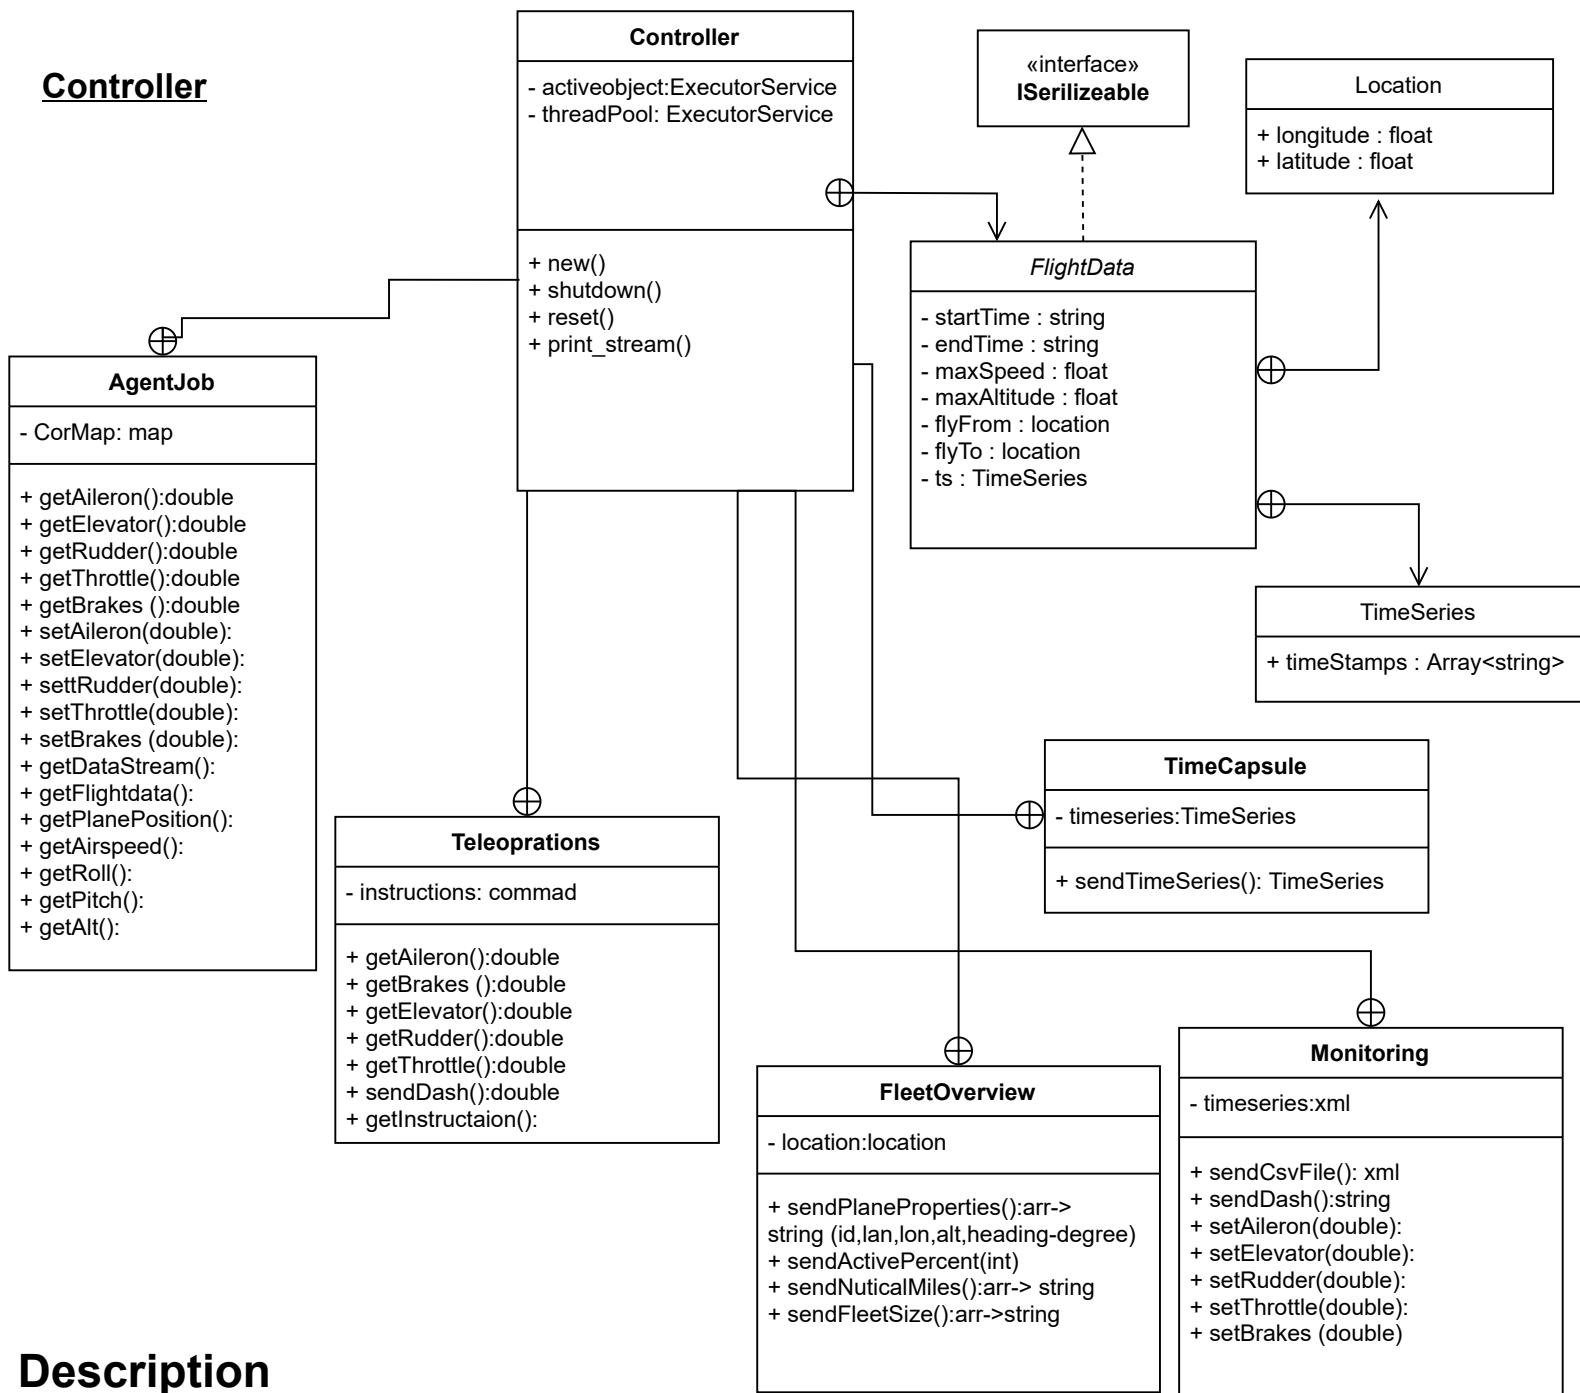 Controller
Controller
- activeobject:ExecutorService
- threadPool: ExecutorService
+ new()
+ shutdown()
+ reset()
+ print_stream()
«interface»
ISerilizeable
Location
+ longitude : float
+ latitude : float
FlightData
- startTime : string
- endTime : string
- maxSpeed : float
- maxAltitude : float
- flyFrom : location
- flyTo : location
- ts : TimeSeries
TimeSeries
+ timeStamps : Array<string>
AgentJob
- CorMap: map
+ getAileron():double
+ getElevator():double
+ getRudder():double
+ getThrottle():double
+ getBrakes ():double
+ setAileron(double):
+ setElevator(double):
+ settRudder(double):
+ setThrottle(double):
+ setBrakes (double):
+ getDataStream():
+ getFlightdata():
+ getPlanePosition():
+ getAirspeed():
+ getRoll():
+ getPitch():
+ getAlt():
Teleoprations
- instructions: commad
+ getAileron():double
+ getBrakes ():double
+ getElevator():double
+ getRudder():double
+ getThrottle():double
+ sendDash():double
+ getInstructaion():
TimeCapsule
- timeseries:TimeSeries
+ sendTimeSeries(): TimeSeries
FleetOverview
- location:location
+ sendPlaneProperties():arr->
string (id,lan,lon,alt,heading-degree)
+ sendActivePercent(int)
+ sendNuticalMiles():arr-> string
+ sendFleetSize():arr->string
Monitoring
- timeseries:xml
+ sendCsvFile(): xml
+ sendDash():string
+ setAileron(double):
+ setElevator(double):
+ setRudder(double):
+ setThrottle(double):
+ setBrakes (double)
Description